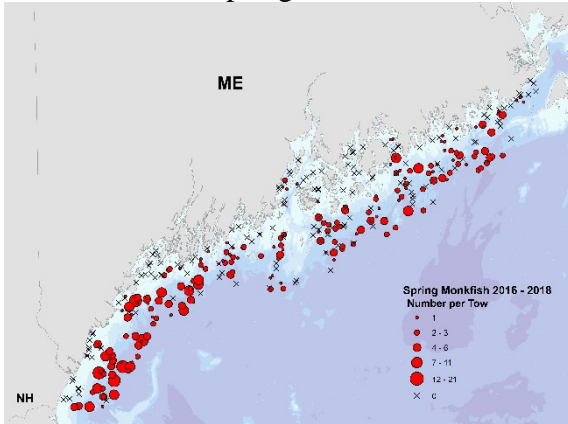 ME
Spring Monkfish 2016 - 2018
Number per Tow
1
2 - 3
4 - 6
7 - 11
12 - 21
0
NH